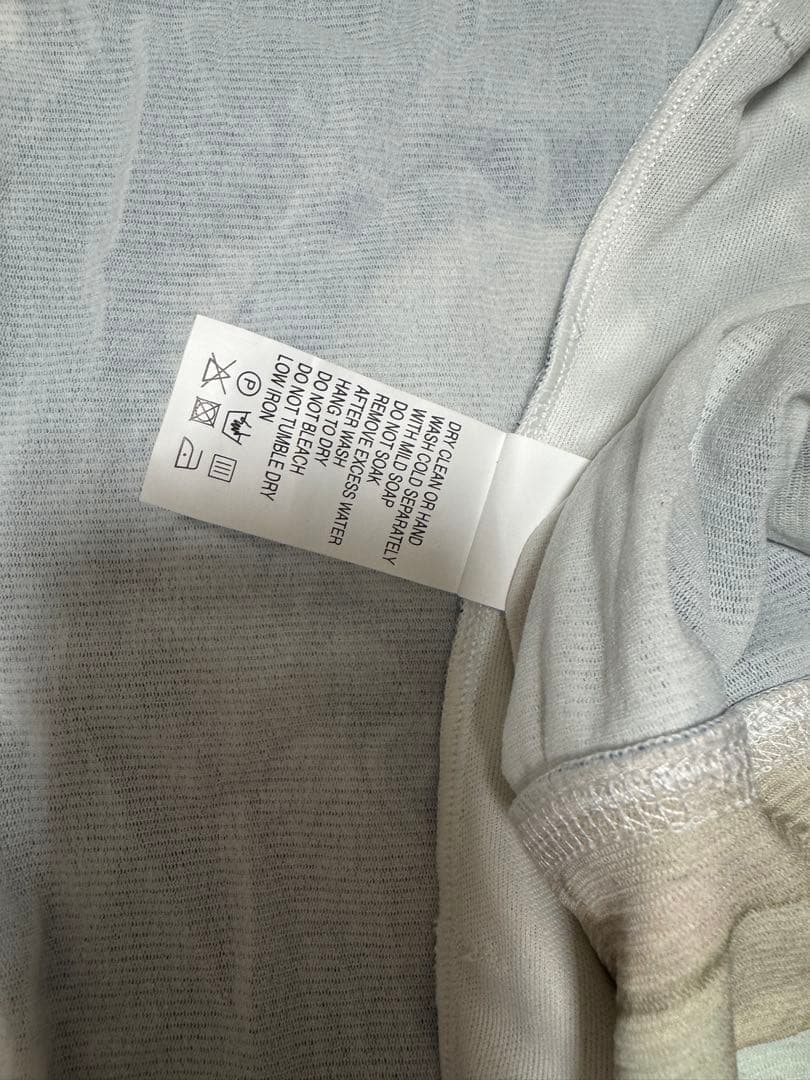 DRY CLEAN OR HAND
WASH COLD SEPARATELY
WITH MILD SOAP
DO NOT SOAK
REMOVE EXCESS WATER
AFTER WASH
HANG TO DRY
DO NOT BLEACH
DO NOT TUMBLE DRY
LOW IRON
P